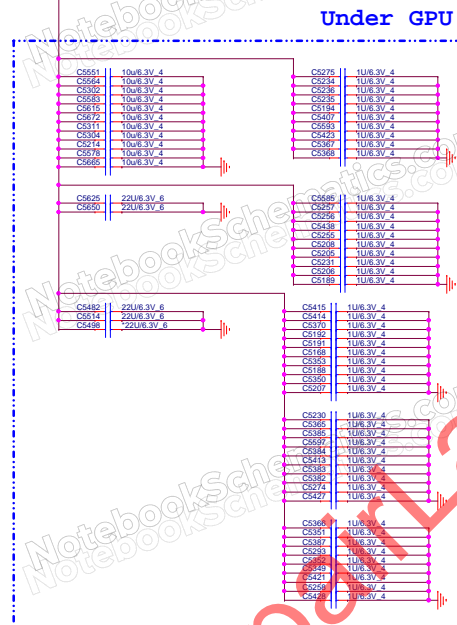 Under GPU
C5551 10u/6.3V_4
C5564 10u/6.3V_4
C5302 10u/6.3V_4
C5583 10u/6.3V_4
C5615 10u/6.3V_4
C5672 10u/6.3V_4
C5311 10u/6.3V_4
C5304 10u/6.3V_4
C5214 10u/6.3V_4
C5578 10u/6.3V_4
C5665 10u/6.3V_4
C5275 1U/6.3V_4
C5234 1U/6.3V_4
C5236 1U/6.3V_4
C5235 1U/6.3V_4
C5194 1U/6.3V_4
C5407 1U/6.3V_4
C5593 1U/6.3V_4
C5423 1U/6.3V_4
C5367 1U/6.3V_4
C5368 1U/6.3V_4
C5625 22U/6.3V_6
C5650 22U/6.3V_6
C5585 1U/6.3V_4
C5257 1U/6.3V_4
C5256 1U/6.3V_4
C5438 1U/6.3V_4
C5255 1U/6.3V_4
C5208 1U/6.3V_4
C5205 1U/6.3V_4
C5231 1U/6.3V_4
C5206 1U/6.3V_4
C5189 1U/6.3V_4
C5482 22U/6.3V_6
C5514 22U/6.3V_6
C5498 *22U/6.3V_6
C5415 1U/6.3V_4
C5414 1U/6.3V_4
C5370 1U/6.3V_4
C5192 1U/6.3V_4
C5191 1U/6.3V_4
C5168 1U/6.3V_4
C5353 1U/6.3V_4
C5188 1U/6.3V_4
C5350 1U/6.3V_4
C5207 1U/6.3V_4
C5230 1U/6.3V_4
C5365 1U/6.3V_4
C5385 1U/6.3V_4
C5597 1U/6.3V_4
C5384 1U/6.3V_4
C5413 1U/6.3V_4
C5383 1U/6.3V_4
C5382 1U/6.3V_4
C5274 1U/6.3V_4
C5427 1U/6.3V_4
C5366 1U/6.3V_4
C5351 1U/6.3V_4
C5387 1U/6.3V_4
C5293 1U/6.3V_4
C5352 1U/6.3V_4
C5349 1U/6.3V_4
C5421 1U/6.3V_4
C5258 1U/6.3V_4
C5428 1U/6.3V_4
NotebookSchematics.com